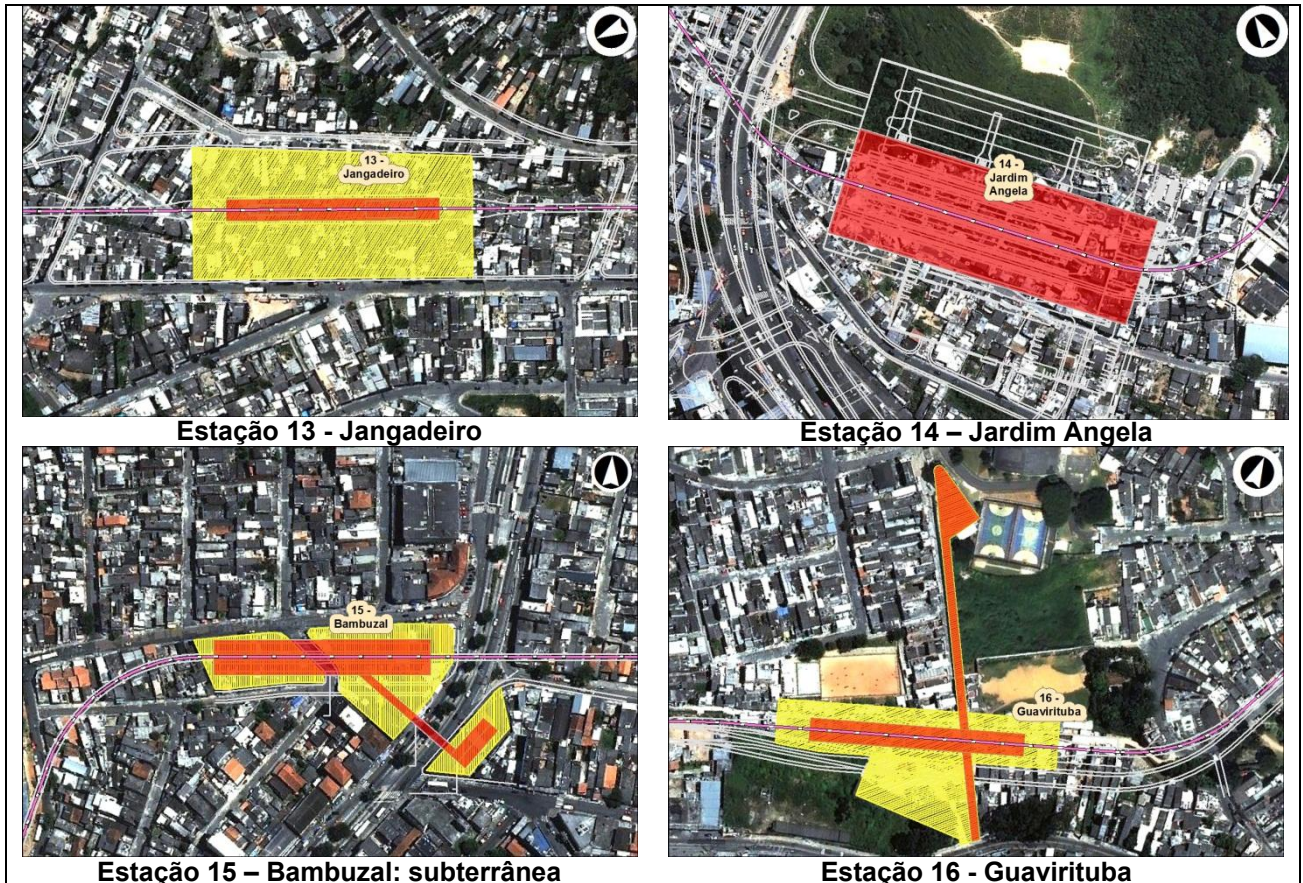 13 -
Jangadeiro
14 -
Jardim
Angela
Estação 13 - Jangadeiro
Estação 14 – Jardim Angela
15 -
Bambuzal
16 -
Guavirituba
Estação 15 – Bambuzal: subterrânea
Estação 16 - Guavirituba